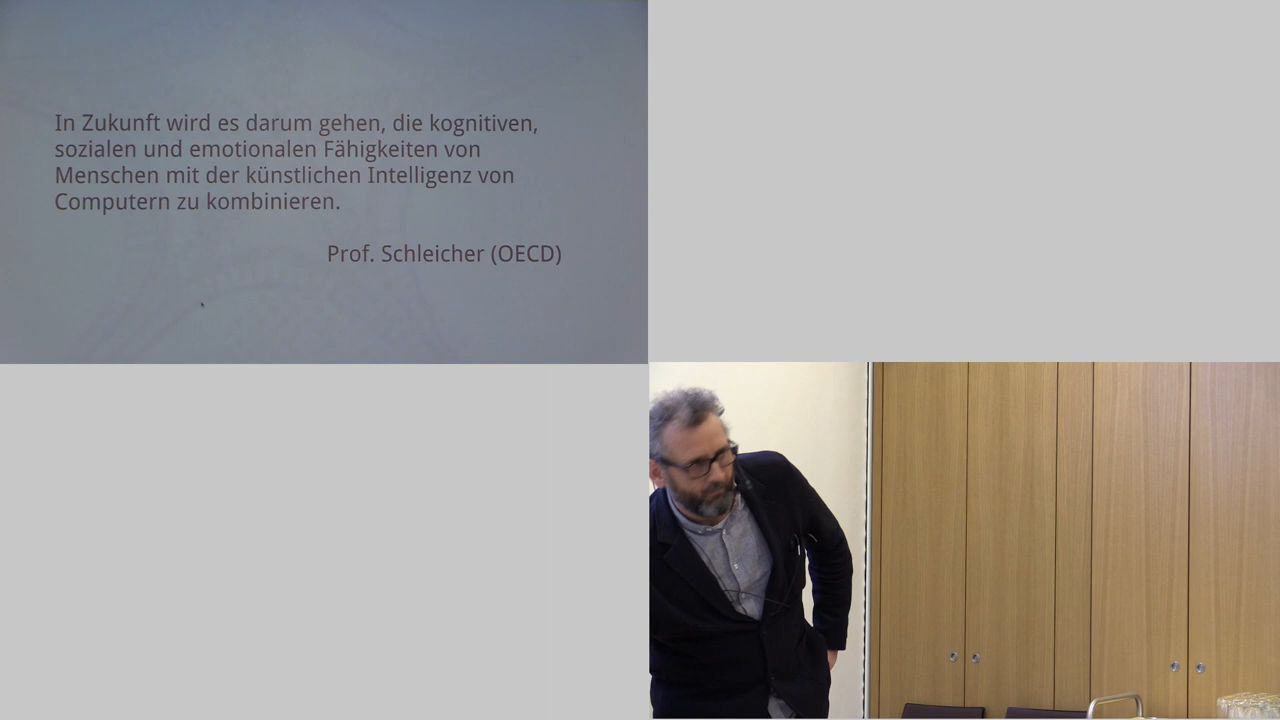 In Zukunft wird es darum gehen, die kognitiven,
sozialen und emotionalen Fähigkeiten von
Menschen mit der künstlichen Intelligenz von
Computern zu kombinieren.
Prof. Schleicher (OECD)